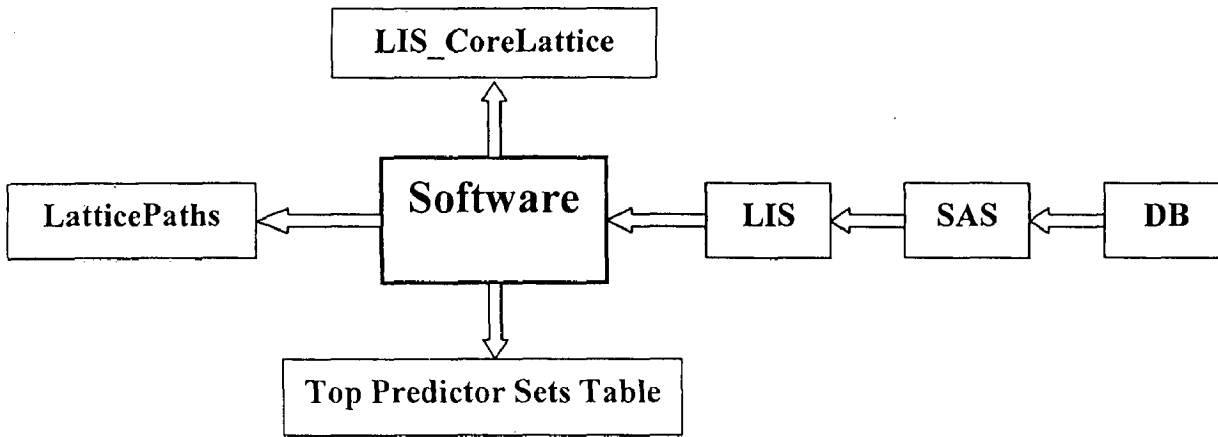 LIS_CoreLattice
LatticePaths
Software
LIS
SAS
DB
Top Predictor Sets Table